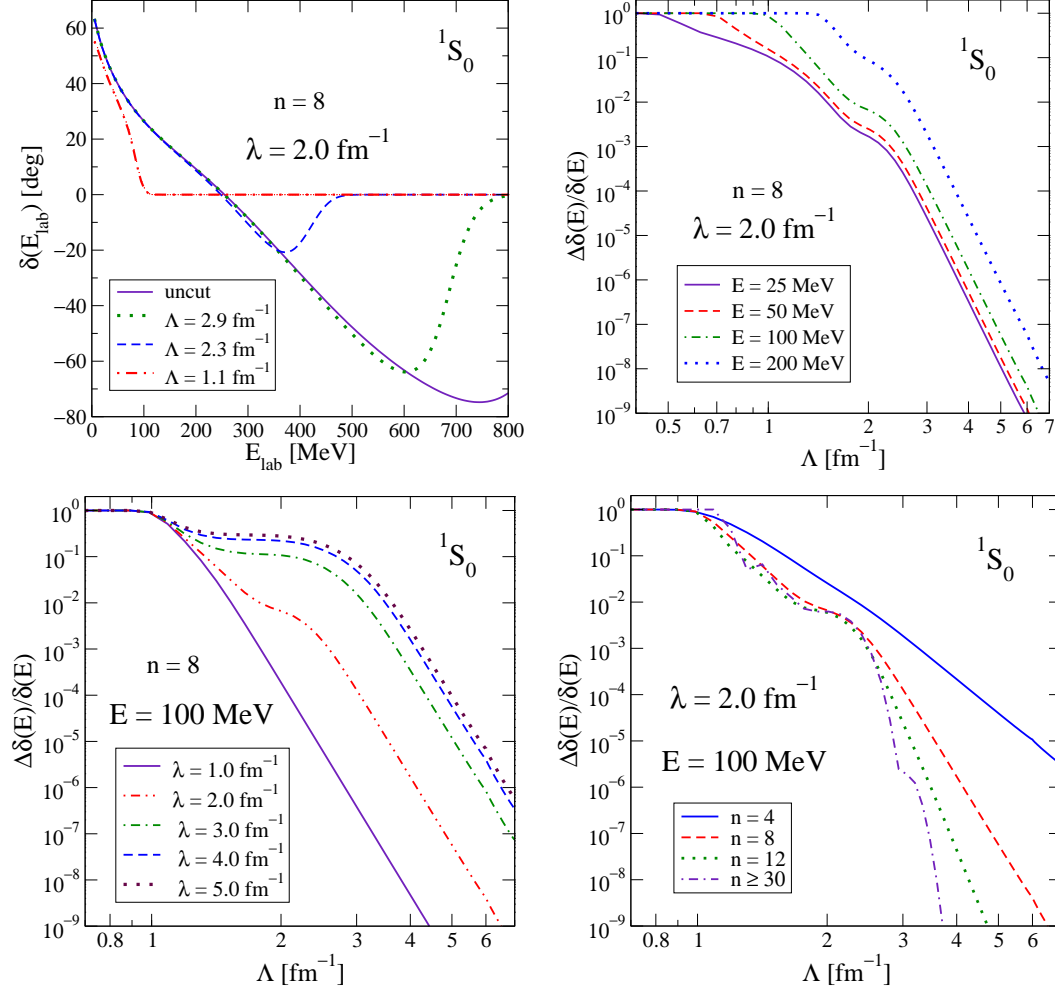 60
40
20
0
-20
-40
-60
-80
δ(E_lab) [deg]
¹S₀
n = 8
λ = 2.0 fm⁻¹
uncut
Λ = 2.9 fm⁻¹
Λ = 2.3 fm⁻¹
Λ = 1.1 fm⁻¹
0 100 200 300 400 500 600 700 800
E_lab [MeV]
10⁰
10⁻¹
10⁻²
10⁻³
10⁻⁴
10⁻⁵
10⁻⁶
10⁻⁷
10⁻⁸
10⁻⁹
Δδ(E)/δ(E)
¹S₀
n = 8
λ = 2.0 fm⁻¹
E = 25 MeV
E = 50 MeV
E = 100 MeV
E = 200 MeV
0.5 0.7 1 2 3 4 5 6 7
Λ [fm⁻¹]
10⁰
10⁻¹
10⁻²
10⁻³
10⁻⁴
10⁻⁵
10⁻⁶
10⁻⁷
10⁻⁸
10⁻⁹
Δδ(E)/δ(E)
¹S₀
n = 8
E = 100 MeV
λ = 1.0 fm⁻¹
λ = 2.0 fm⁻¹
λ = 3.0 fm⁻¹
λ = 4.0 fm⁻¹
λ = 5.0 fm⁻¹
0.8 1 2 3 4 5 6
Λ [fm⁻¹]
10⁰
10⁻¹
10⁻²
10⁻³
10⁻⁴
10⁻⁵
10⁻⁶
10⁻⁷
10⁻⁸
10⁻⁹
Δδ(E)/δ(E)
¹S₀
λ = 2.0 fm⁻¹
E = 100 MeV
n = 4
n = 8
n = 12
n ≥ 30
0.8 1 2 3 4 5 6
Λ [fm⁻¹]